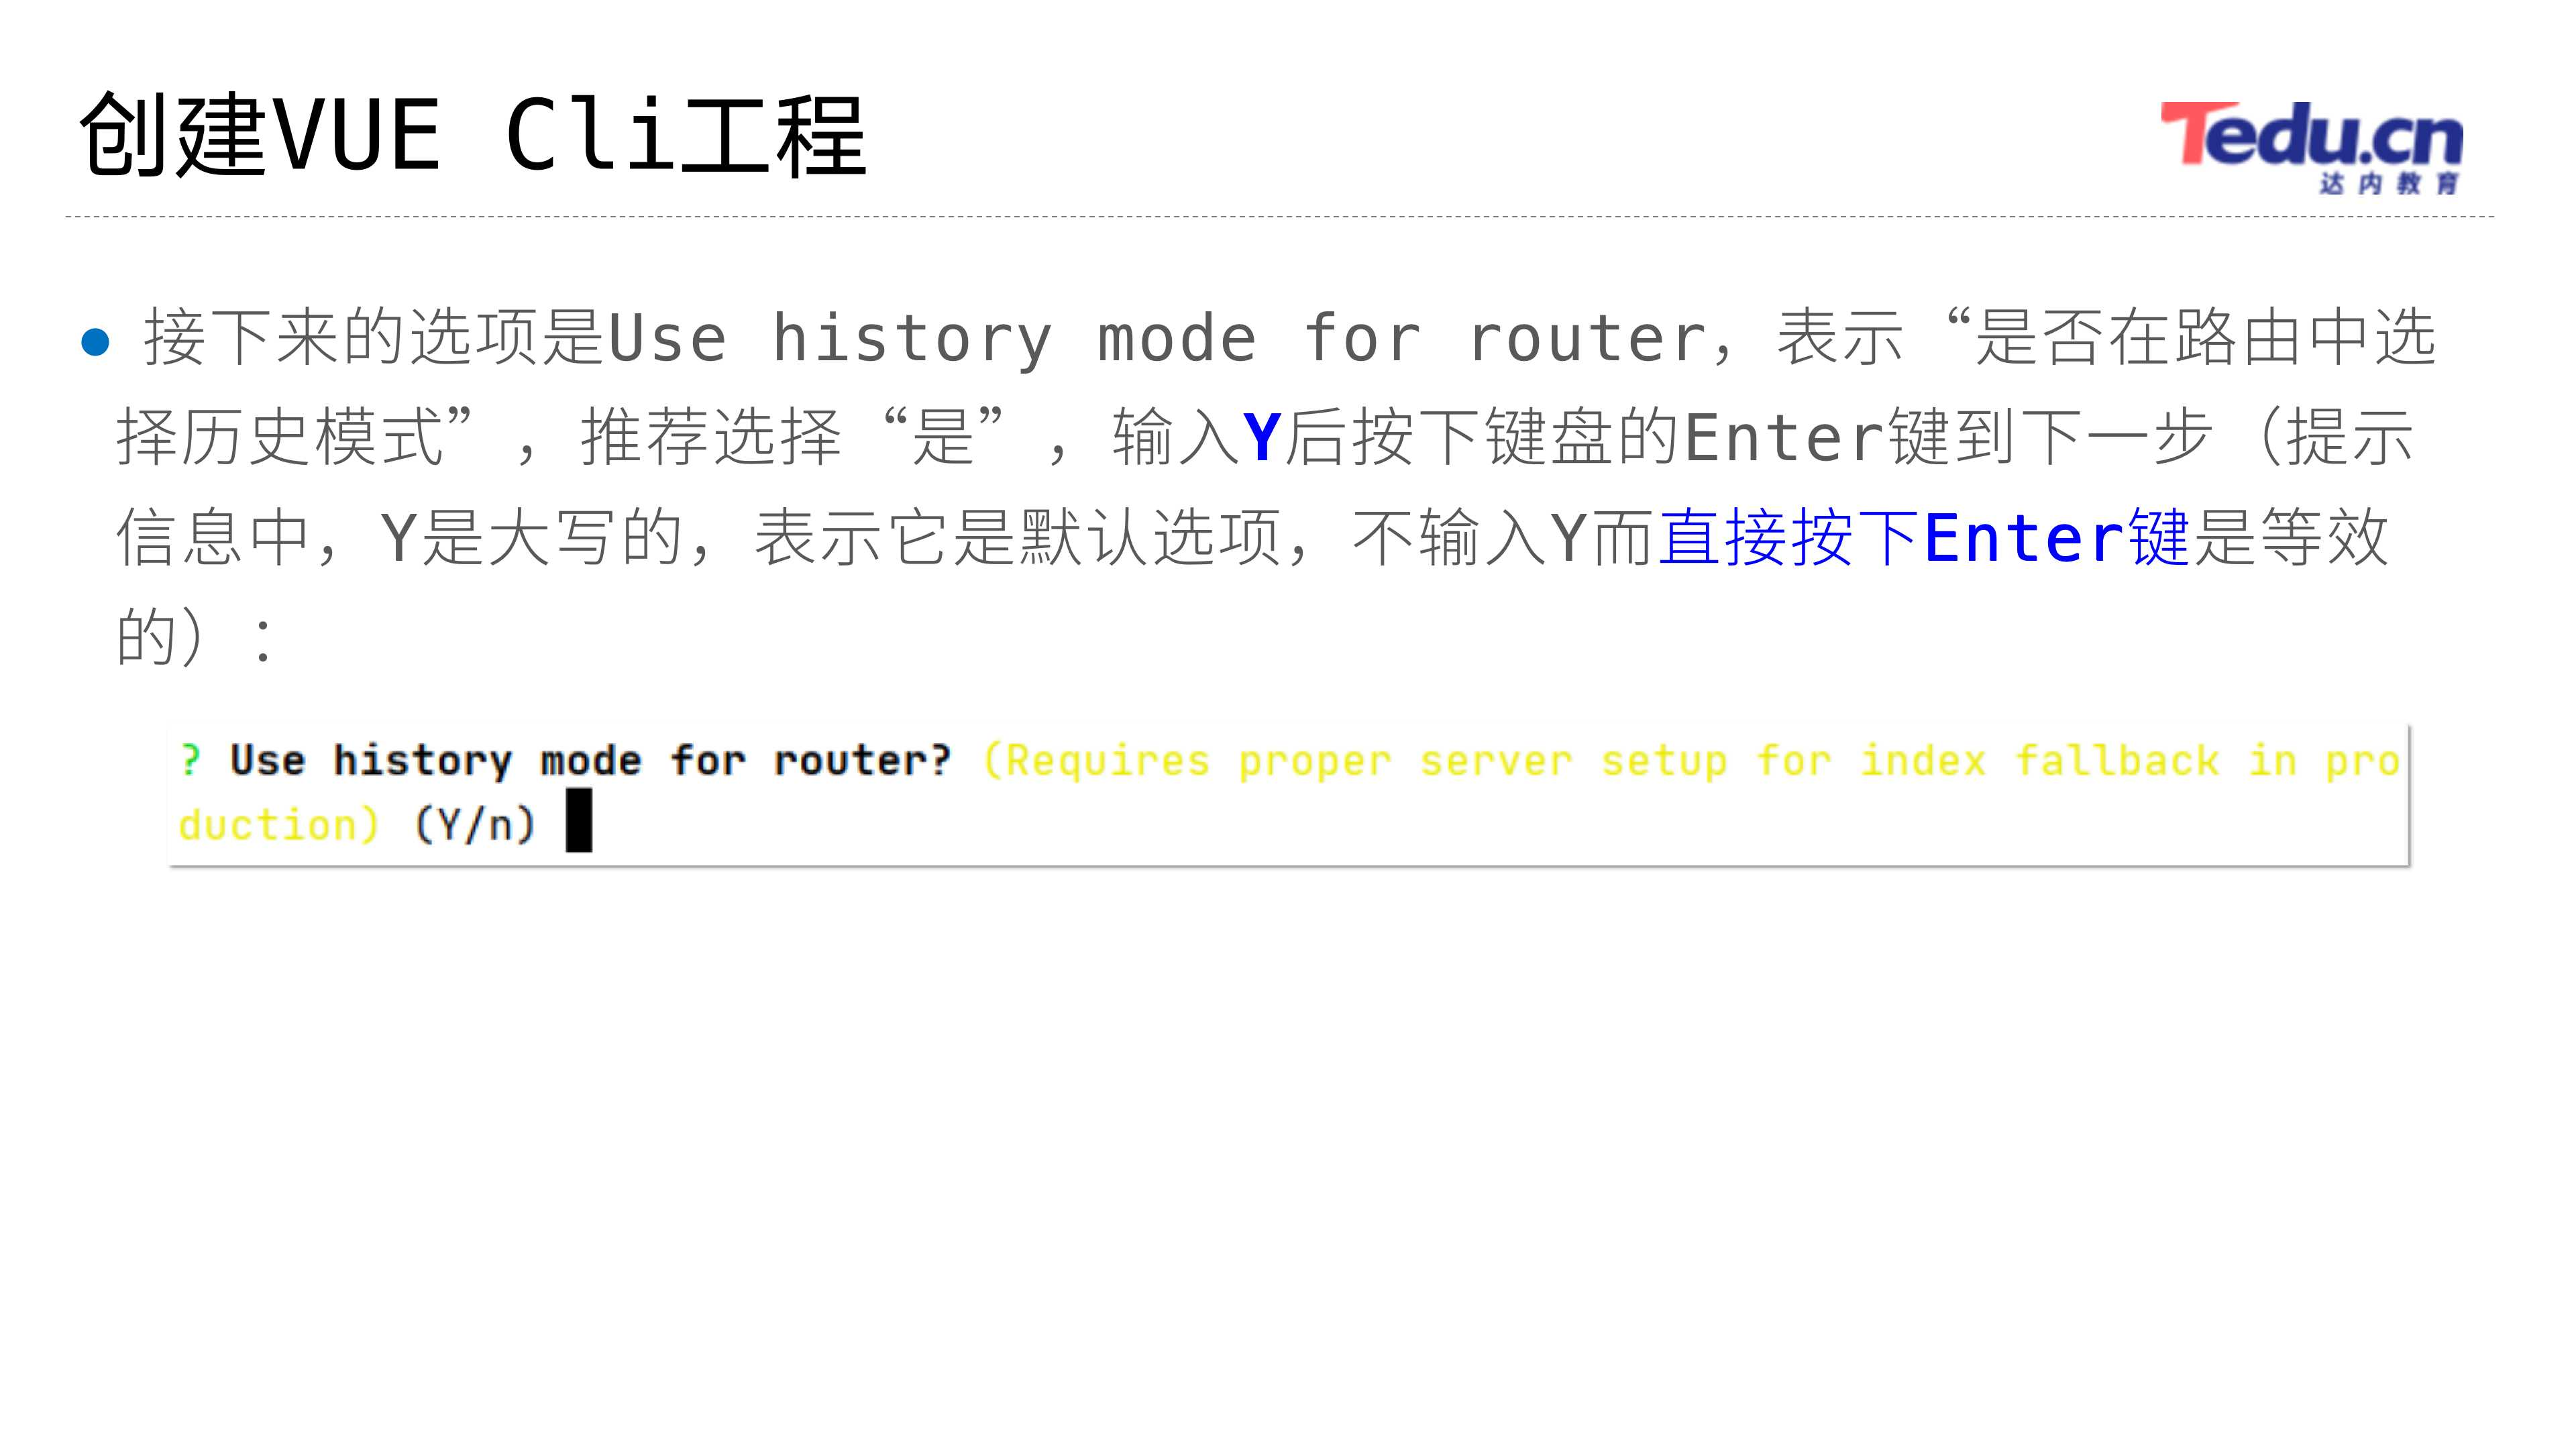 创建VUE Cli工程
Tedu.cn
达内教育
● 接下来的选项是Use history mode for router，表示“是否在路由中选
择历史模式”，推荐选择“是”，输入Y后按下键盘的Enter键到下一步（提示
信息中，Y是大写的，表示它是默认选项，不输入Y而直接按下Enter键是等效
的）：
? Use history mode for router? (Requires proper server setup for index fallback in pro
duction) (Y/n)